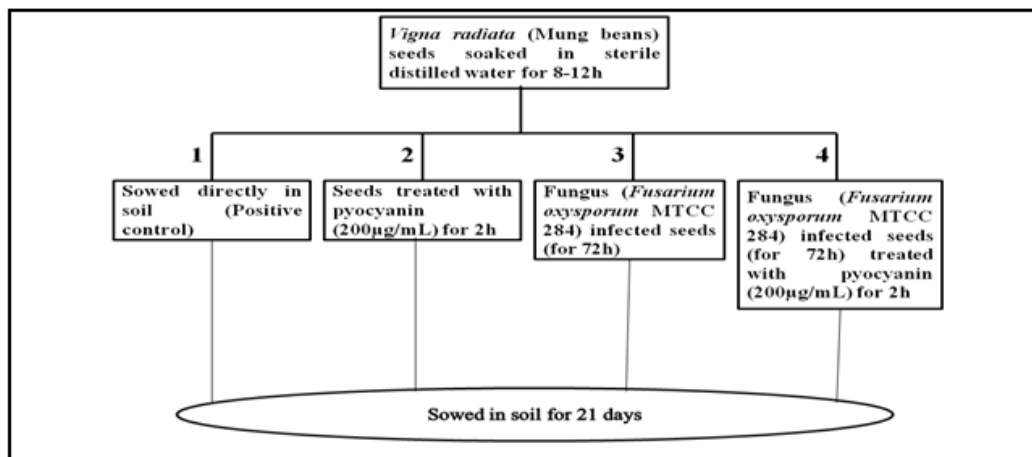 Vigna radiata (Mung beans)
seeds soaked in sterile
distilled water for 8-12h
1
2
3
4
Sowed directly in
soil (Positive
control)
Seeds treated with
pyocyanin
(200µg/mL) for 2h
Fungus (Fusarium
oxysporum MTCC
284) infected seeds
(for 72h)
Fungus (Fusarium
oxysporum MTCC
284) infected seeds
(for 72h) treated
with pyocyanin
(200µg/mL) for 2h
Sowed in soil for 21 days